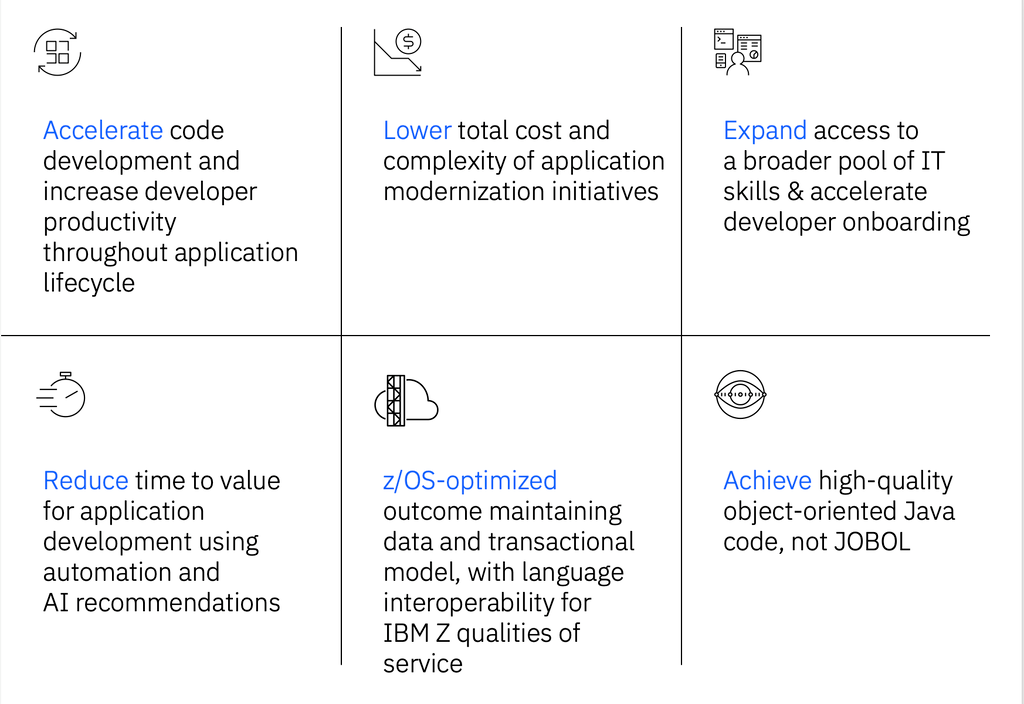 Accelerate code
development and
increase developer
productivity
throughout application
lifecycle
Lower total cost and
complexity of application
modernization initiatives
Expand access to
a broader pool of IT
skills & accelerate
developer onboarding
Reduce time to value
for application
development using
automation and
AI recommendations
z/OS-optimized
outcome maintaining
data and transactional
model, with language
interoperability for
IBM Z qualities of
service
Achieve high-quality
object-oriented Java
code, not JOBOL